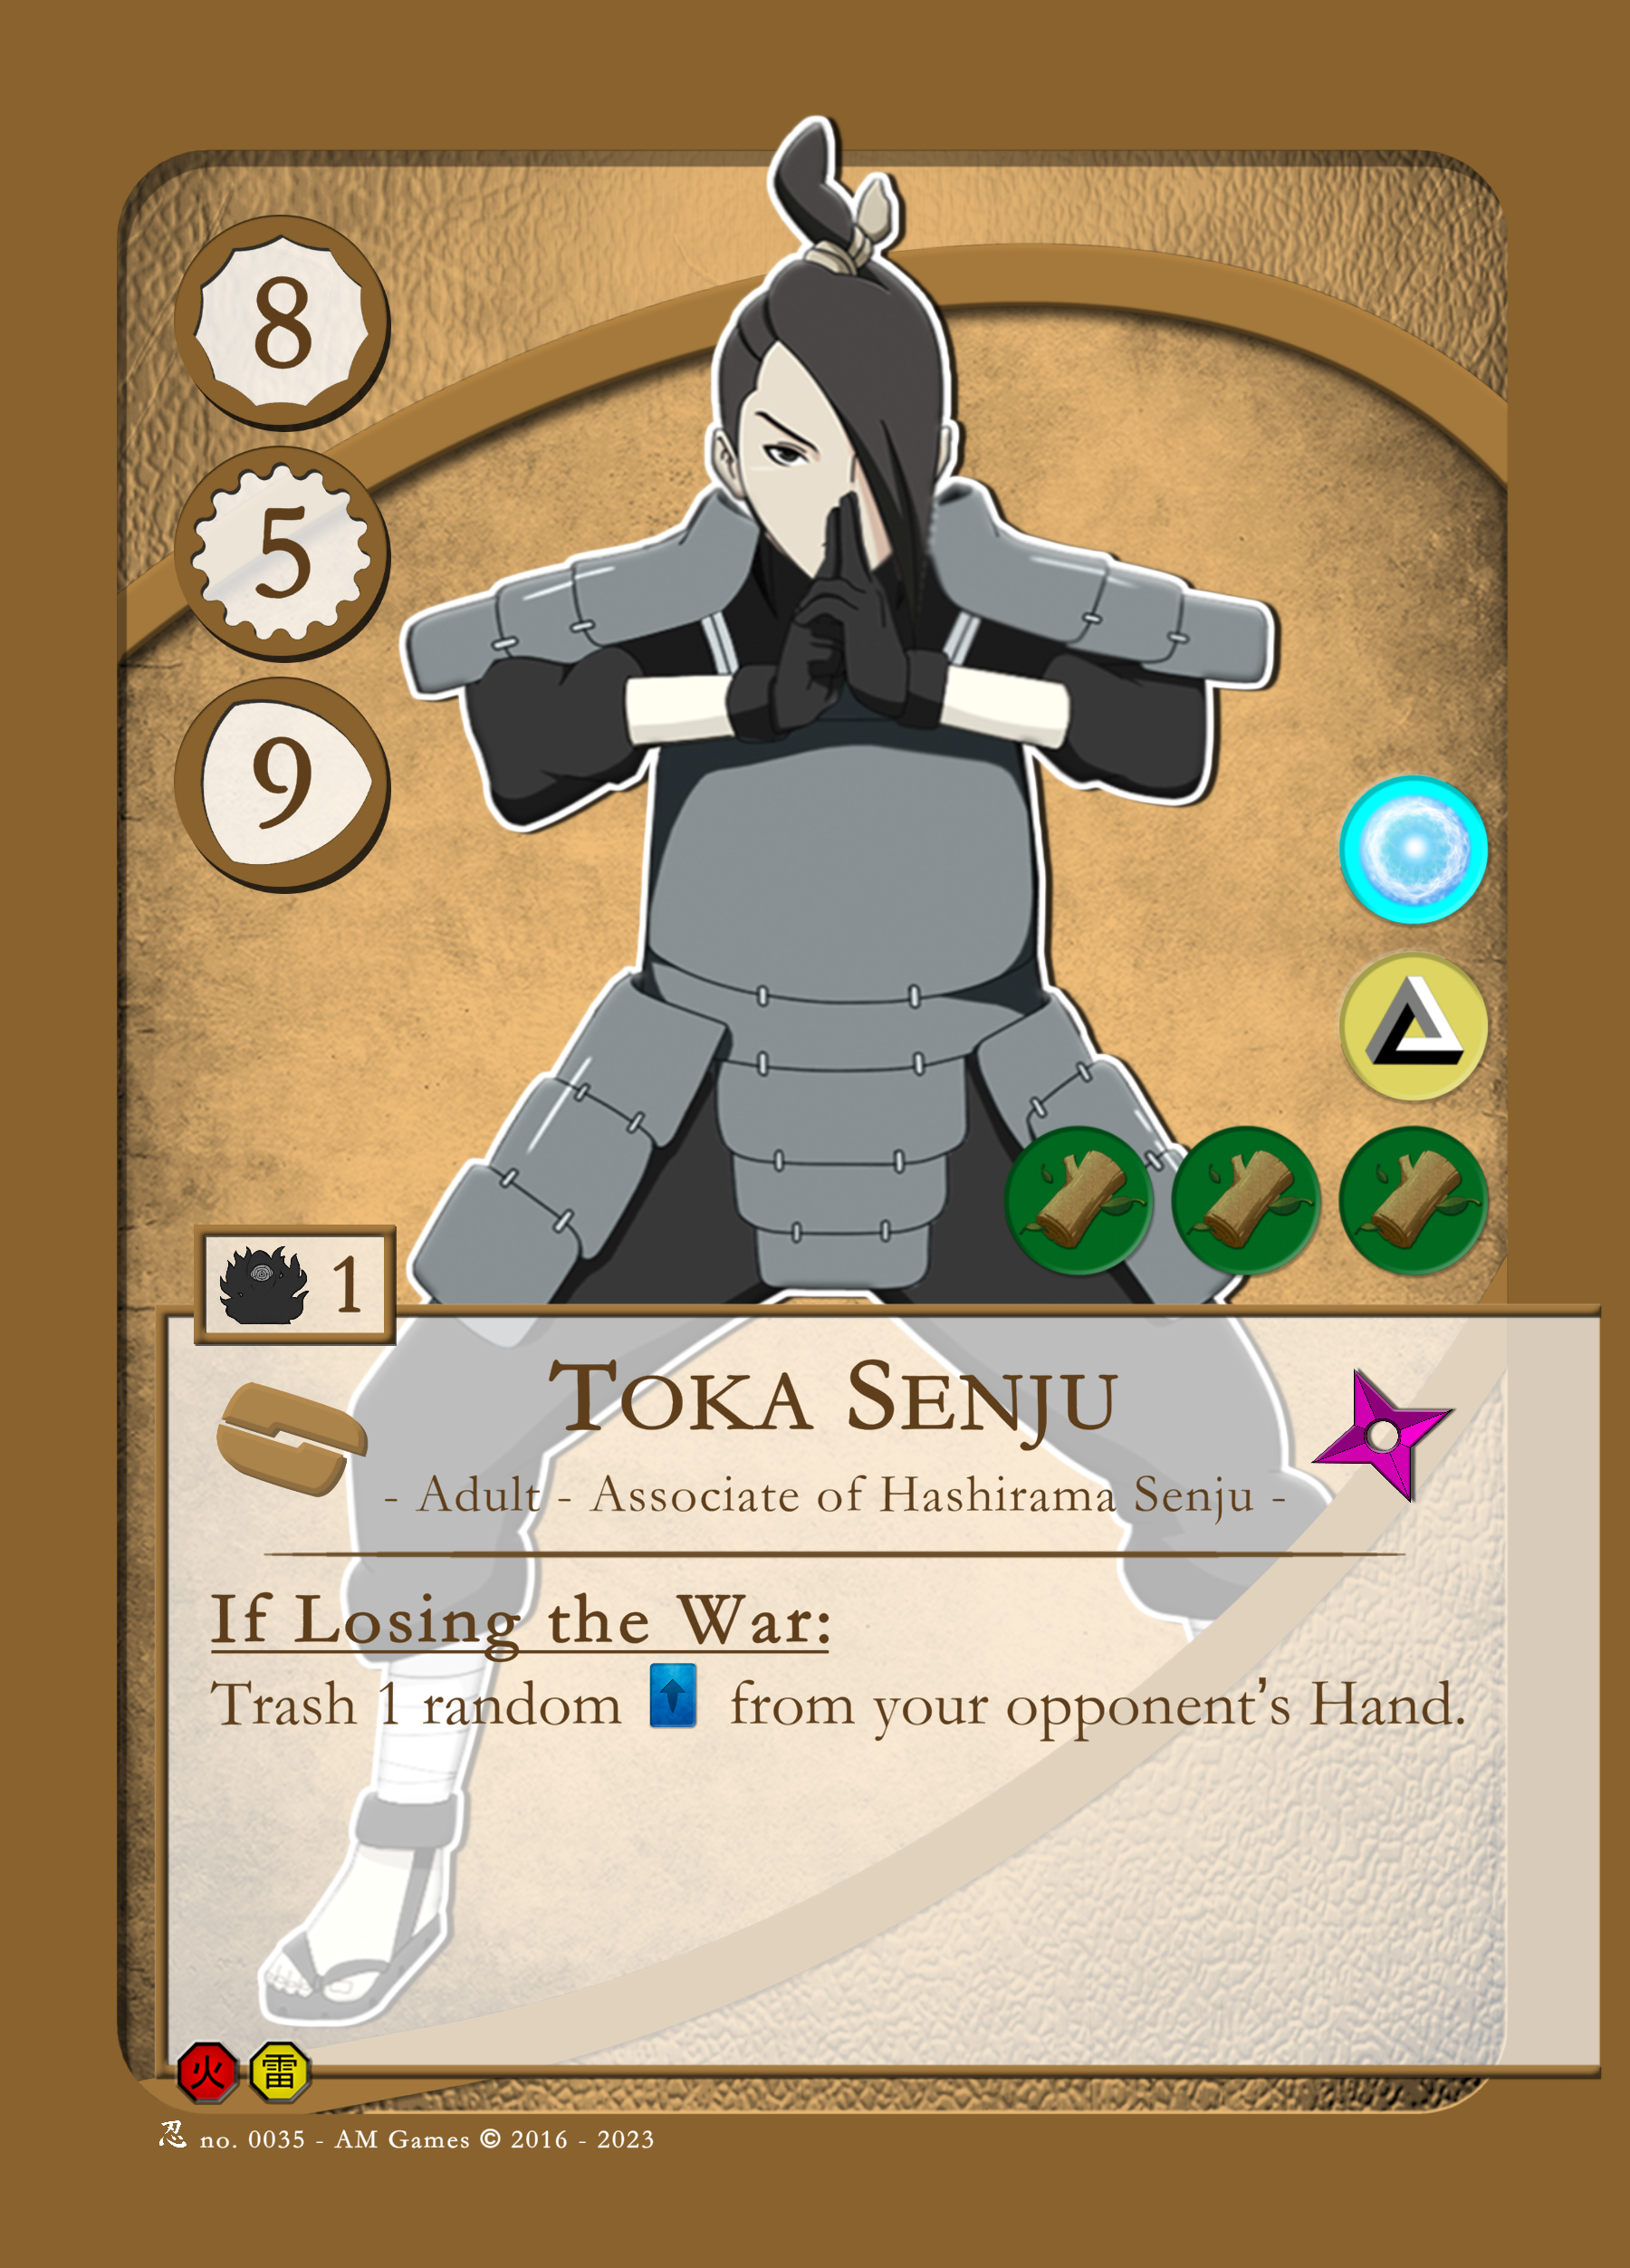 8
5
9
1
Toka Senju
- Adult - Associate of Hashirama Senju -
If Losing the War:
Trash 1 random from your opponent's Hand.
火 雷
忍 no. 0035 - AM Games © 2016 - 2023